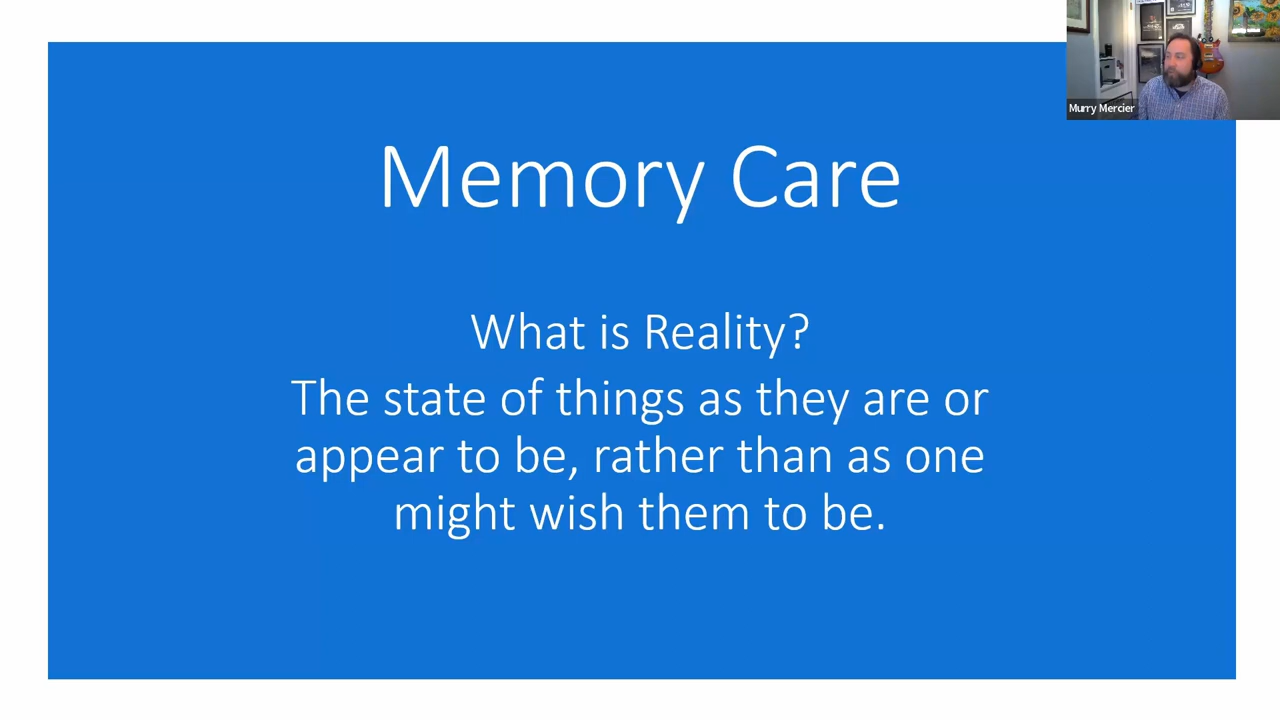 Memory Care
What is Reality?
The state of things as they are or
appear to be, rather than as one
might wish them to be.
Murry Mercier